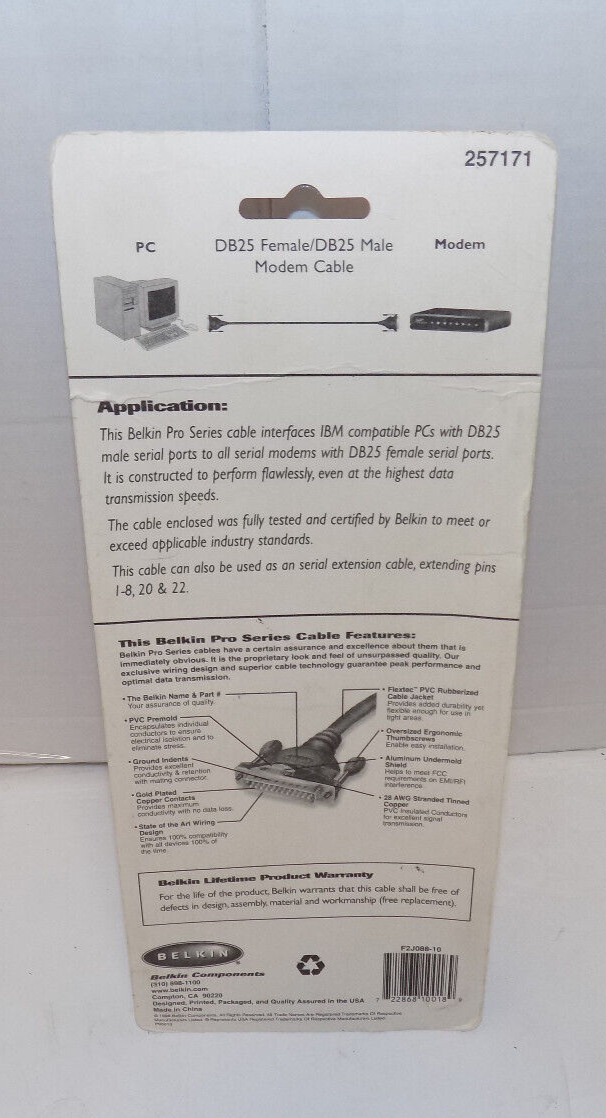 257171
PC
DB25 Female/DB25 Male
Modem Cable
Modem
Application:
This Belkin Pro Series cable interfaces IBM compatible PCs with DB25
male serial ports to all serial modems with DB25 female serial ports.
It is constructed to perform flawlessly, even at the highest data
transmission speeds.
The cable enclosed was fully tested and certified by Belkin to meet or
exceed applicable industry standards.
This cable can also be used as an serial extension cable, extending pins
1-8, 20 & 22.
This Belkin Pro Series Cable Features:
Belkin Pro Series cables have a certain assurance and excellence about them that is
immediately obvious. It is the proprietary look and feel of unsurpassed quality. Our
exclusive wiring design and superior cable technology guarantee peak performance and
optimal data transmission.
• The Belkin Name & Part #
Your assurance of quality.
• PVC Premold
Encapsulates individual
conductors to ensure
electrical isolation and to
eliminate stress.
• Ground Indents
Provides excellent
conductivity & retention
with mating connector.
• Gold Plated
Copper Contacts
Provides maximum
conductivity with no data loss.
• State of the Art Wiring
Design
Ensures 100% compatibility
with all devices 100% of
the time.
• Flextec™ PVC Rubberized
Cable Jacket
Provides added durability yet
flexible enough for use in
tight areas.
• Oversized Ergonomic
Thumbscrews
Enable easy installation.
• Aluminum Undermold
Shield
Helps to meet FCC
requirements on EMI/RFI
interference.
• 28 AWG Stranded Tinned
Copper
PVC Insulated Conductors
for excellent signal
transmission.
Belkin Lifetime Product Warranty
For the life of the product, Belkin warrants that this cable shall be free of
defects in design, assembly, material and workmanship (free replacement).
BELKIN
Belkin Components
(310) 898-1100
www.belkin.com
Compton, CA 90220
Designed, Printed, Packaged, and Quality Assured in the USA
Made in China
F2J088-10
7 22868 10018 9